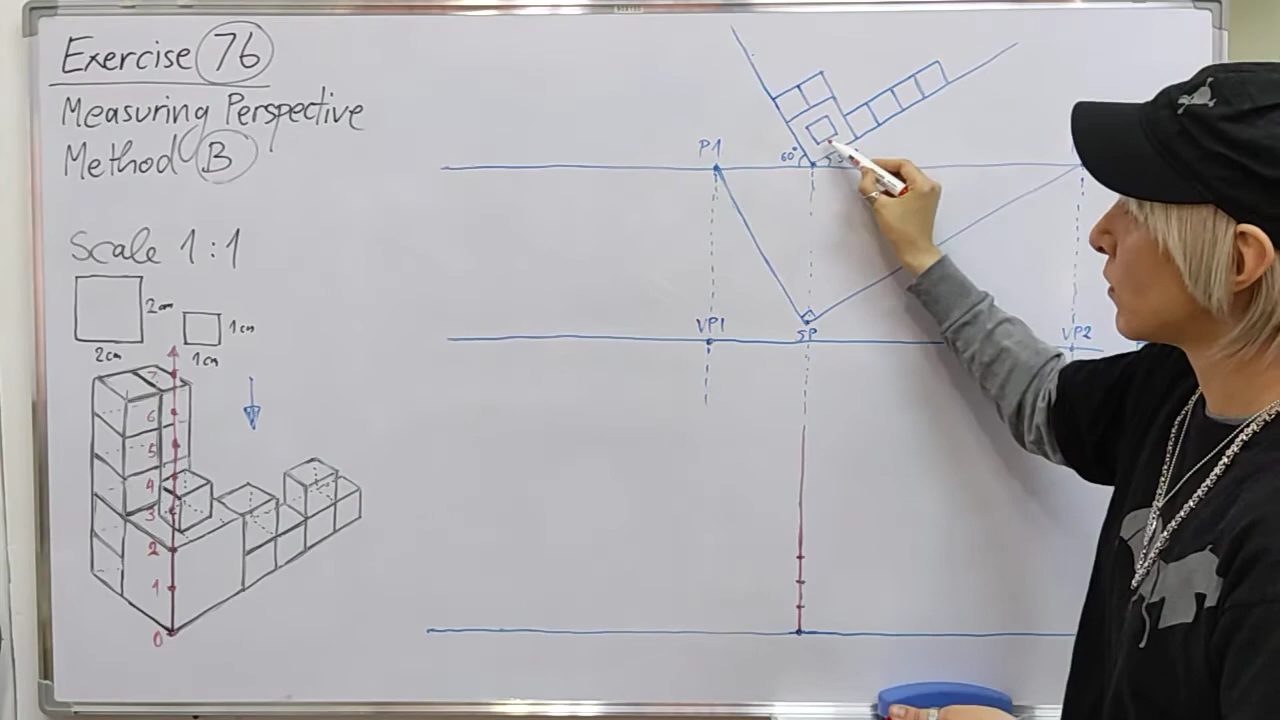 Exercise 76
Measuring Perspective
Method B
Scale 1:1
2cm
1cm
2cm
1cm
7
6
5
4
3
2
1
0
P1
60°
SP
VP1
VP2